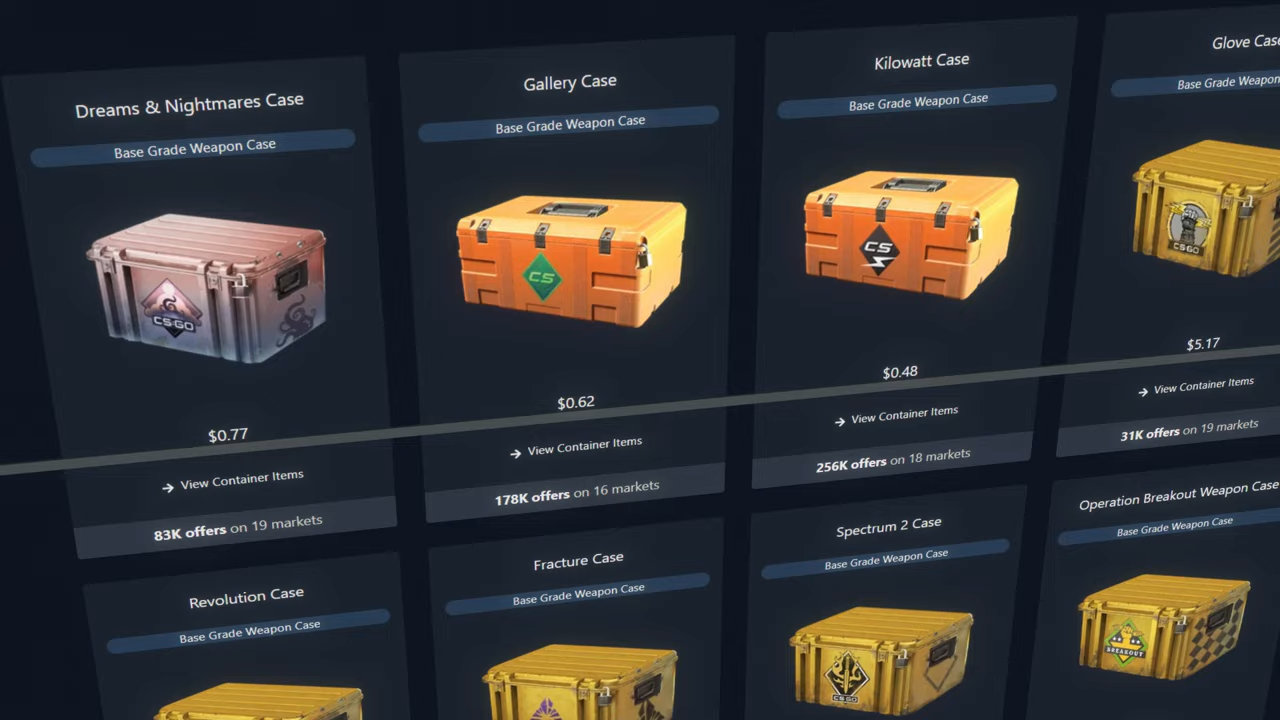 Dreams & Nightmares Case
Base Grade Weapon Case
CS:GO
$0.77
View Container Items
83K offers on 19 markets
Gallery Case
Base Grade Weapon Case
CS
$0.62
View Container Items
178K offers on 16 markets
Kilowatt Case
Base Grade Weapon Case
CS
$0.48
View Container Items
256K offers on 18 markets
Glove Case
Base Grade Weapon
CS:GO
$5.17
View Container Items
31K offers on 19 markets
Revolution Case
Base Grade Weapon Case
Fracture Case
Base Grade Weapon Case
Spectrum 2 Case
Base Grade Weapon Case
CS:GO
Operation Breakout Weapon Case
Base Grade Weapon Case
BREAKOUT